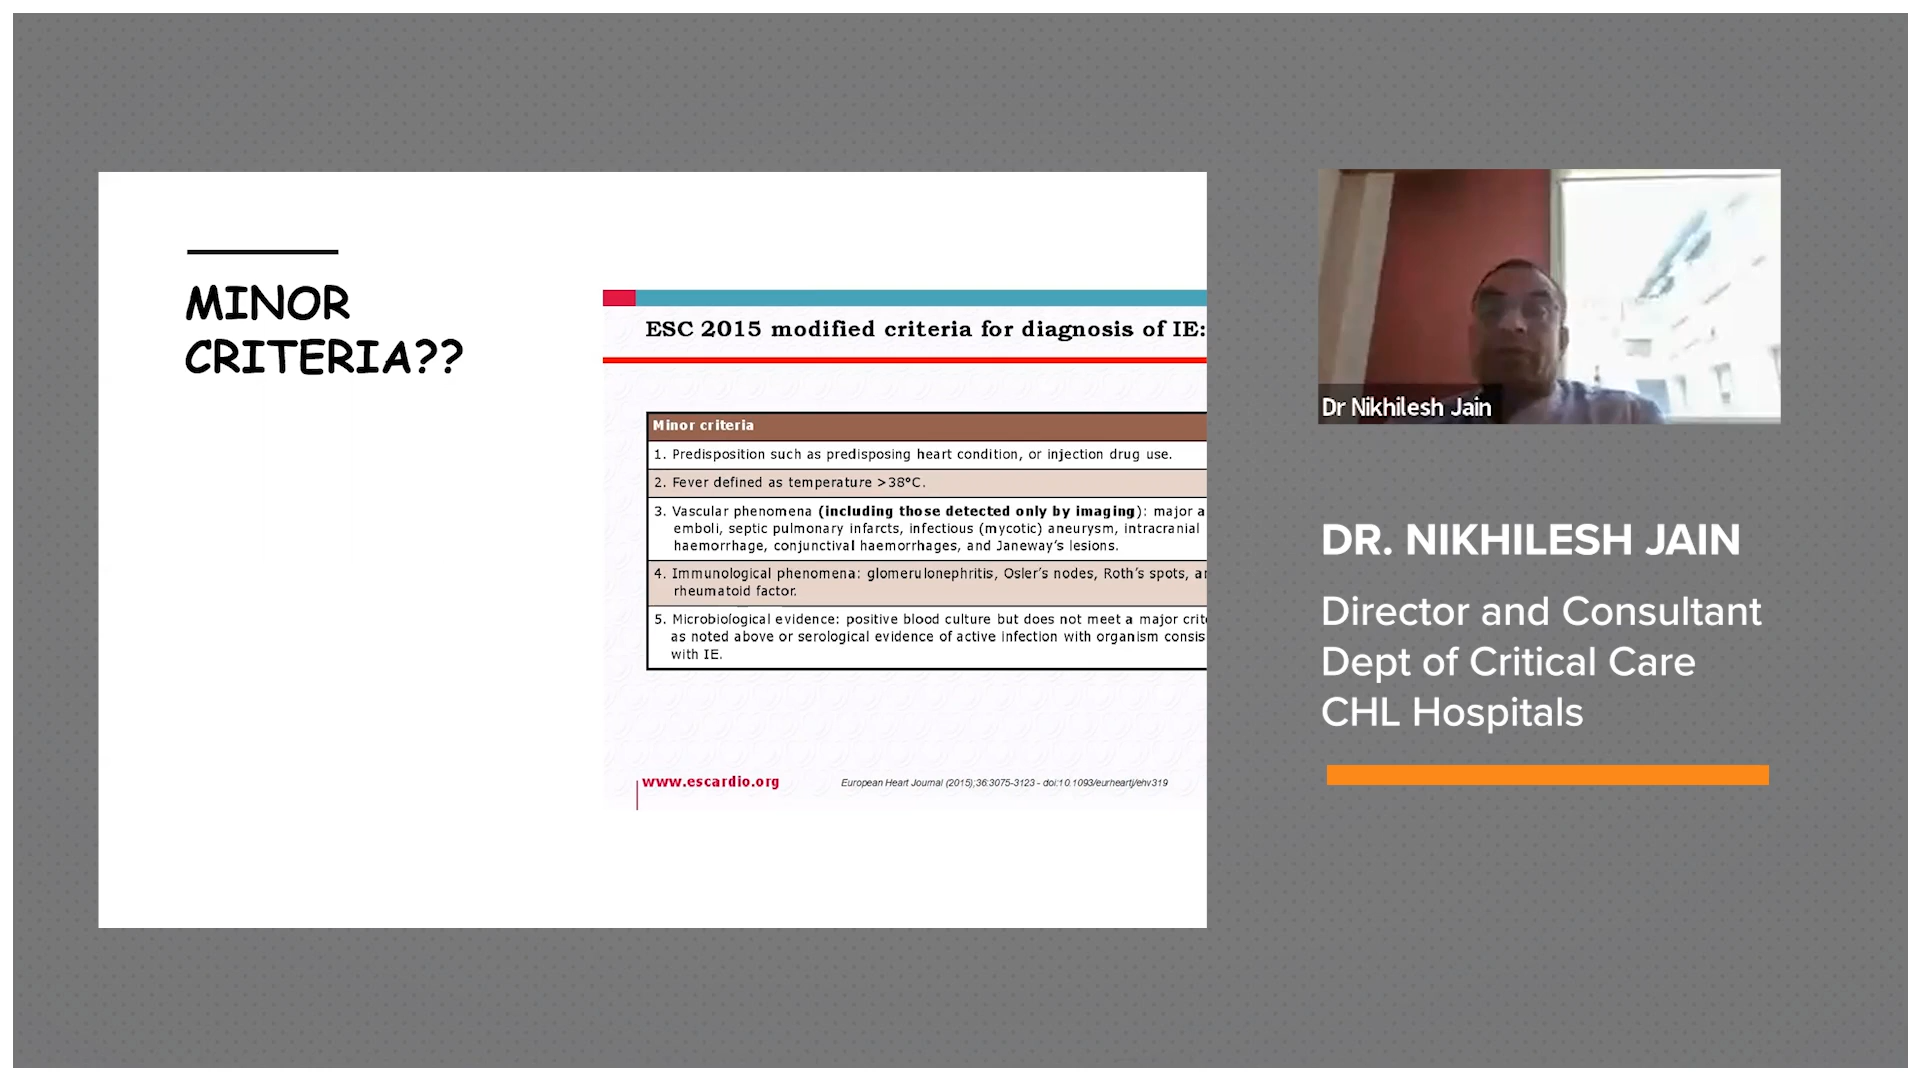 MINOR
CRITERIA??
ESC 2015 modified criteria for diagnosis of IE:
Minor criteria
1. Predisposition such as predisposing heart condition, or injection drug use.
2. Fever defined as temperature >38°C.
3. Vascular phenomena (including those detected only by imaging): major a
emboli, septic pulmonary infarcts, infectious (mycotic) aneurysm, intracranial
haemorrhage, conjunctival haemorrhages, and Janeway's lesions.
4. Immunological phenomena: glomerulonephritis, Osler's nodes, Roth's spots, an
rheumatoid factor.
5. Microbiological evidence: positive blood culture but does not meet a major crite
as noted above or serological evidence of active infection with organism consis
with IE.
www.escardio.org
European Heart Journal (2015);36:3075-3123 - doi:10.1093/eurheartj/ehv319
Dr Nikhilesh Jain
DR. NIKHILESH JAIN
Director and Consultant
Dept of Critical Care
CHL Hospitals